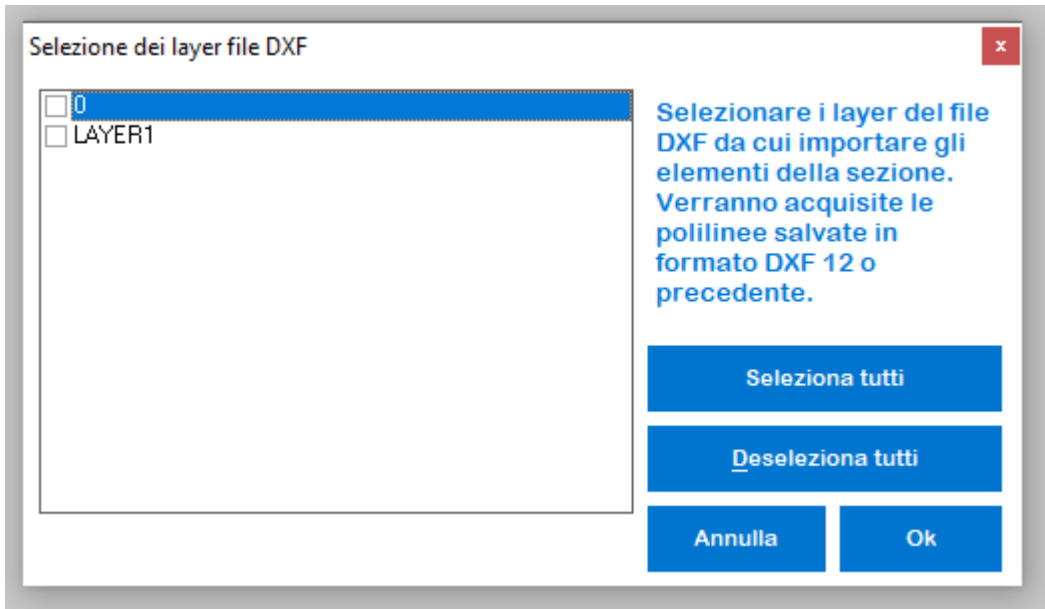 Selezione dei layer file DXF
x
0
LAYER1
Selezionare i layer del file
DXF da cui importare gli
elementi della sezione.
Verranno acquisite le
polilinee salvate in
formato DXF 12 o
precedente.
Seleziona tutti
Deseleziona tutti
Annulla
Ok